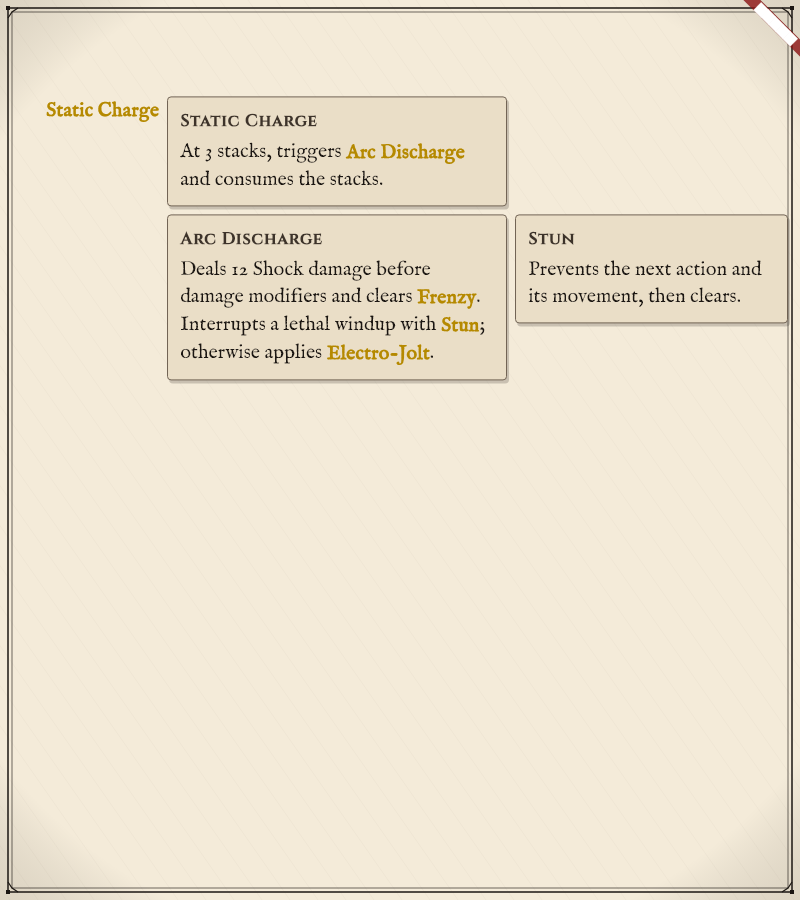 Static Charge
Static Charge
At 3 stacks, triggers Arc Discharge
and consumes the stacks.
Arc Discharge
Deals 12 Shock damage before
damage modifiers and clears Frenzy.
Interrupts a lethal windup with Stun;
otherwise applies Electro-Jolt.
Stun
Prevents the next action and
its movement, then clears.